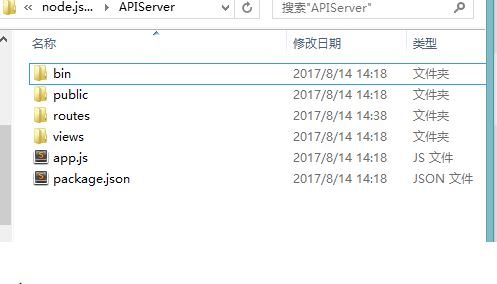 « node.js... ▸ APIServer 搜索"APIServer"
名称 修改日期 类型
bin 2017/8/14 14:18 文件夹
public 2017/8/14 14:18 文件夹
routes 2017/8/14 14:38 文件夹
views 2017/8/14 14:18 文件夹
app.js 2017/8/14 14:18 JS 文件
package.json 2017/8/14 14:18 JSON 文件